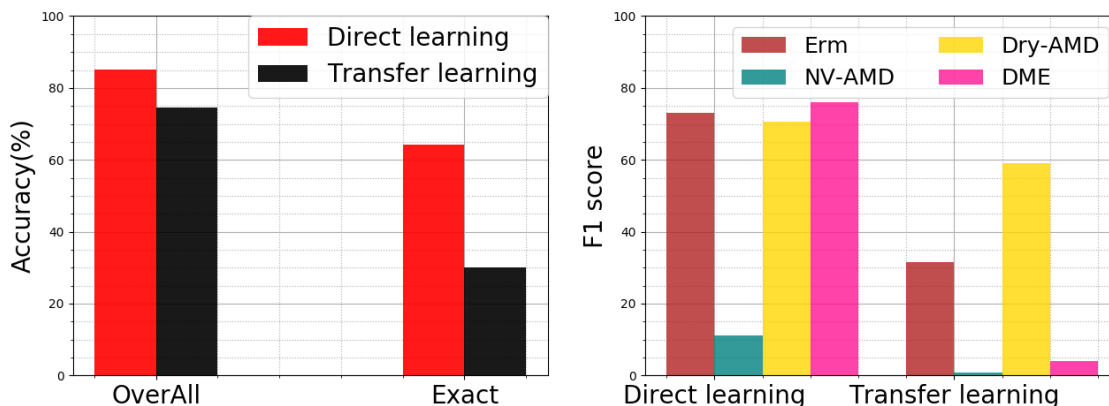 100
80
60
40
20
0
Accuracy(%)
Direct learning
Transfer learning
OverAll
Exact
100
80
60
40
20
0
F1 score
Erm
Dry-AMD
NV-AMD
DME
Direct learning
Transfer learning